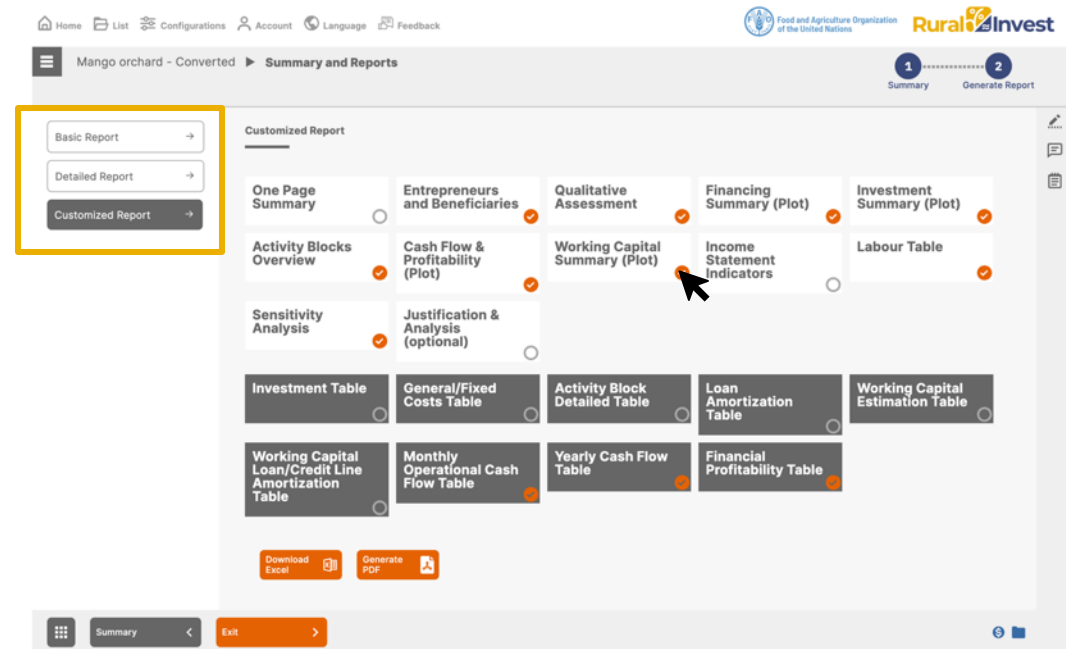 Home List Configurations Account Language Feedback
FAO Food and Agriculture Organization
of the United Nations
RuralInvest
Mango orchard - Converted Summary and Reports
1 2
Summary Generate Report
Basic Report
Detailed Report
Customized Report
Customized Report
One Page
Summary
Entrepreneurs
and Beneficiaries
Qualitative
Assessment
Financing
Summary (Plot)
Investment
Summary (Plot)
Activity Blocks
Overview
Cash Flow &
Profitability
(Plot)
Working Capital
Summary (Plot)
Income
Statement
Indicators
Labour Table
Sensitivity
Analysis
Justification &
Analysis
(optional)
Investment Table
General/Fixed
Costs Table
Activity Block
Detailed Table
Loan
Amortization
Table
Working Capital
Estimation Table
Working Capital
Loan/Credit Line
Amortization
Table
Monthly
Operational Cash
Flow Table
Yearly Cash Flow
Table
Financial
Profitability Table
Download
Excel
Generate
PDF
Summary
Exit